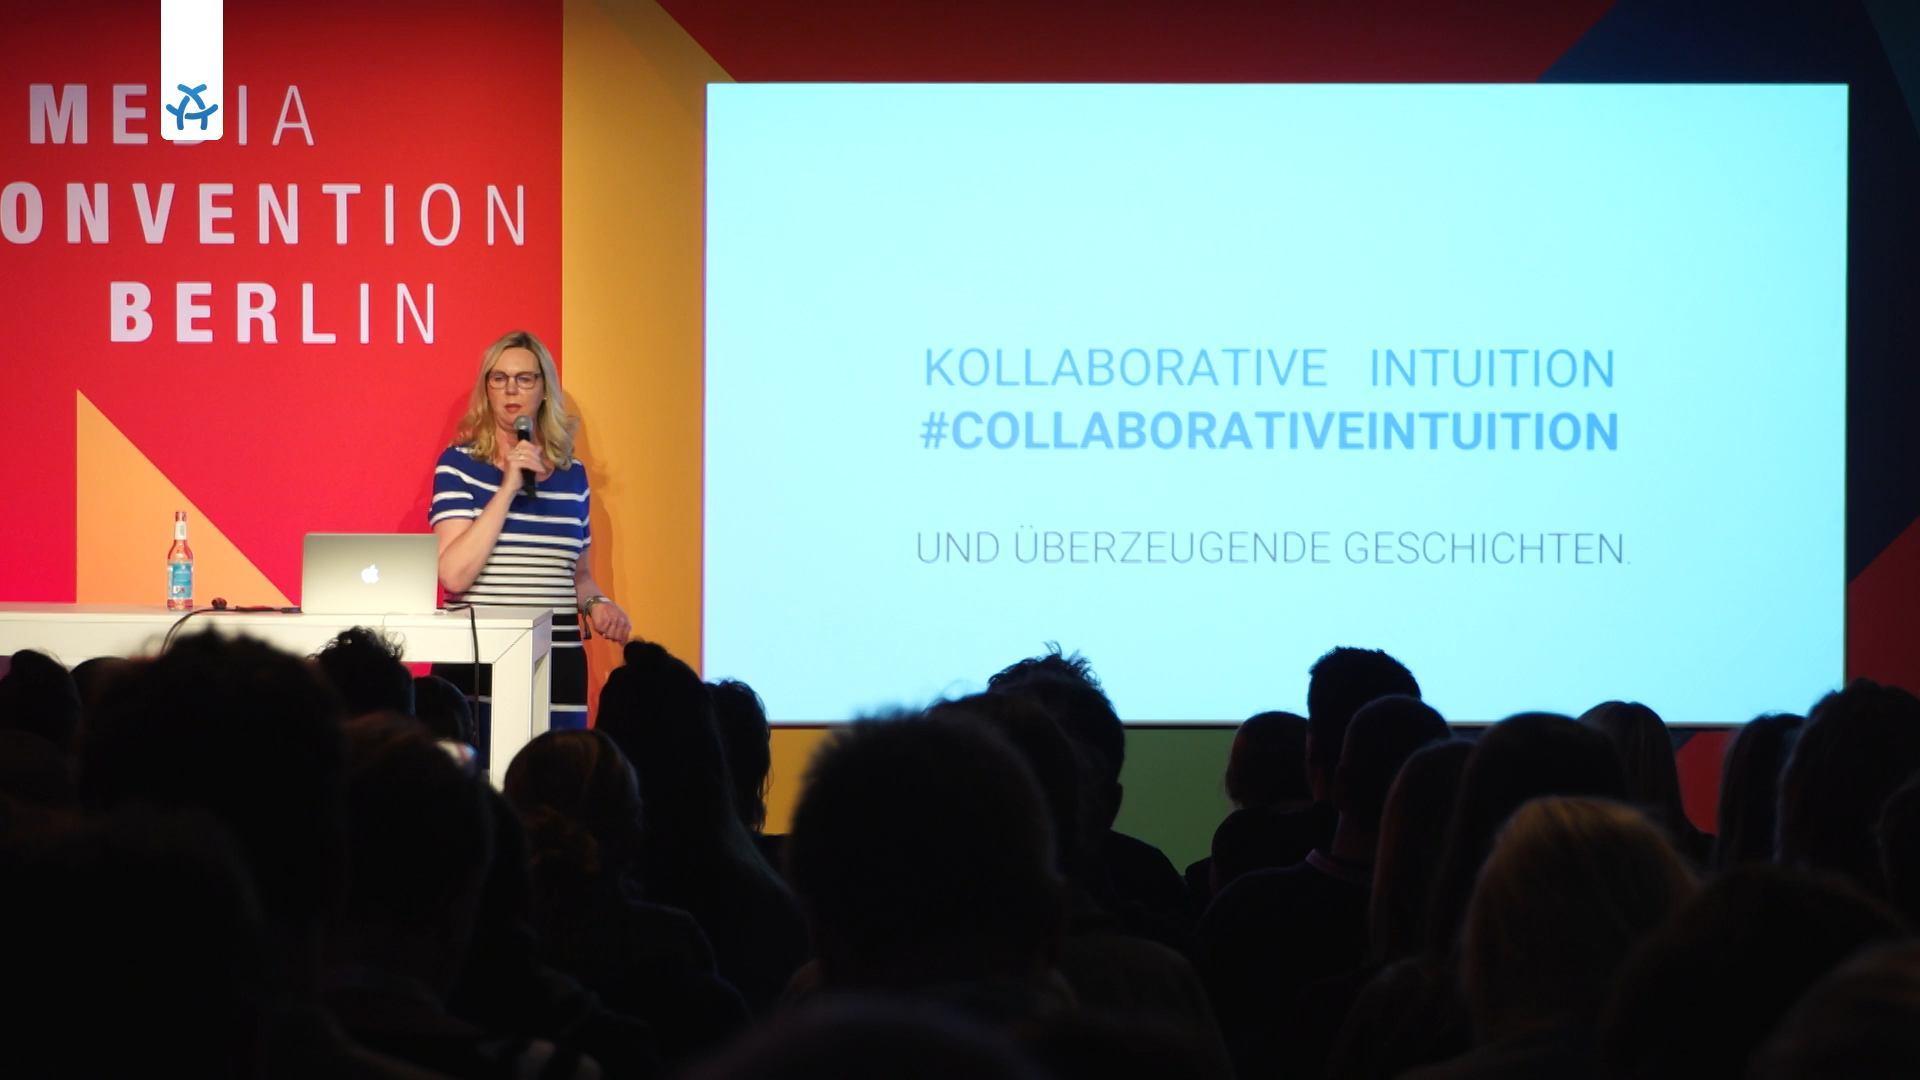 MEDIA
ONVENTION
BERLIN
KOLLABORATIVE INTUITION
#COLLABORATIVEINTUITION
UND ÜBERZEUGENDE GESCHICHTEN.